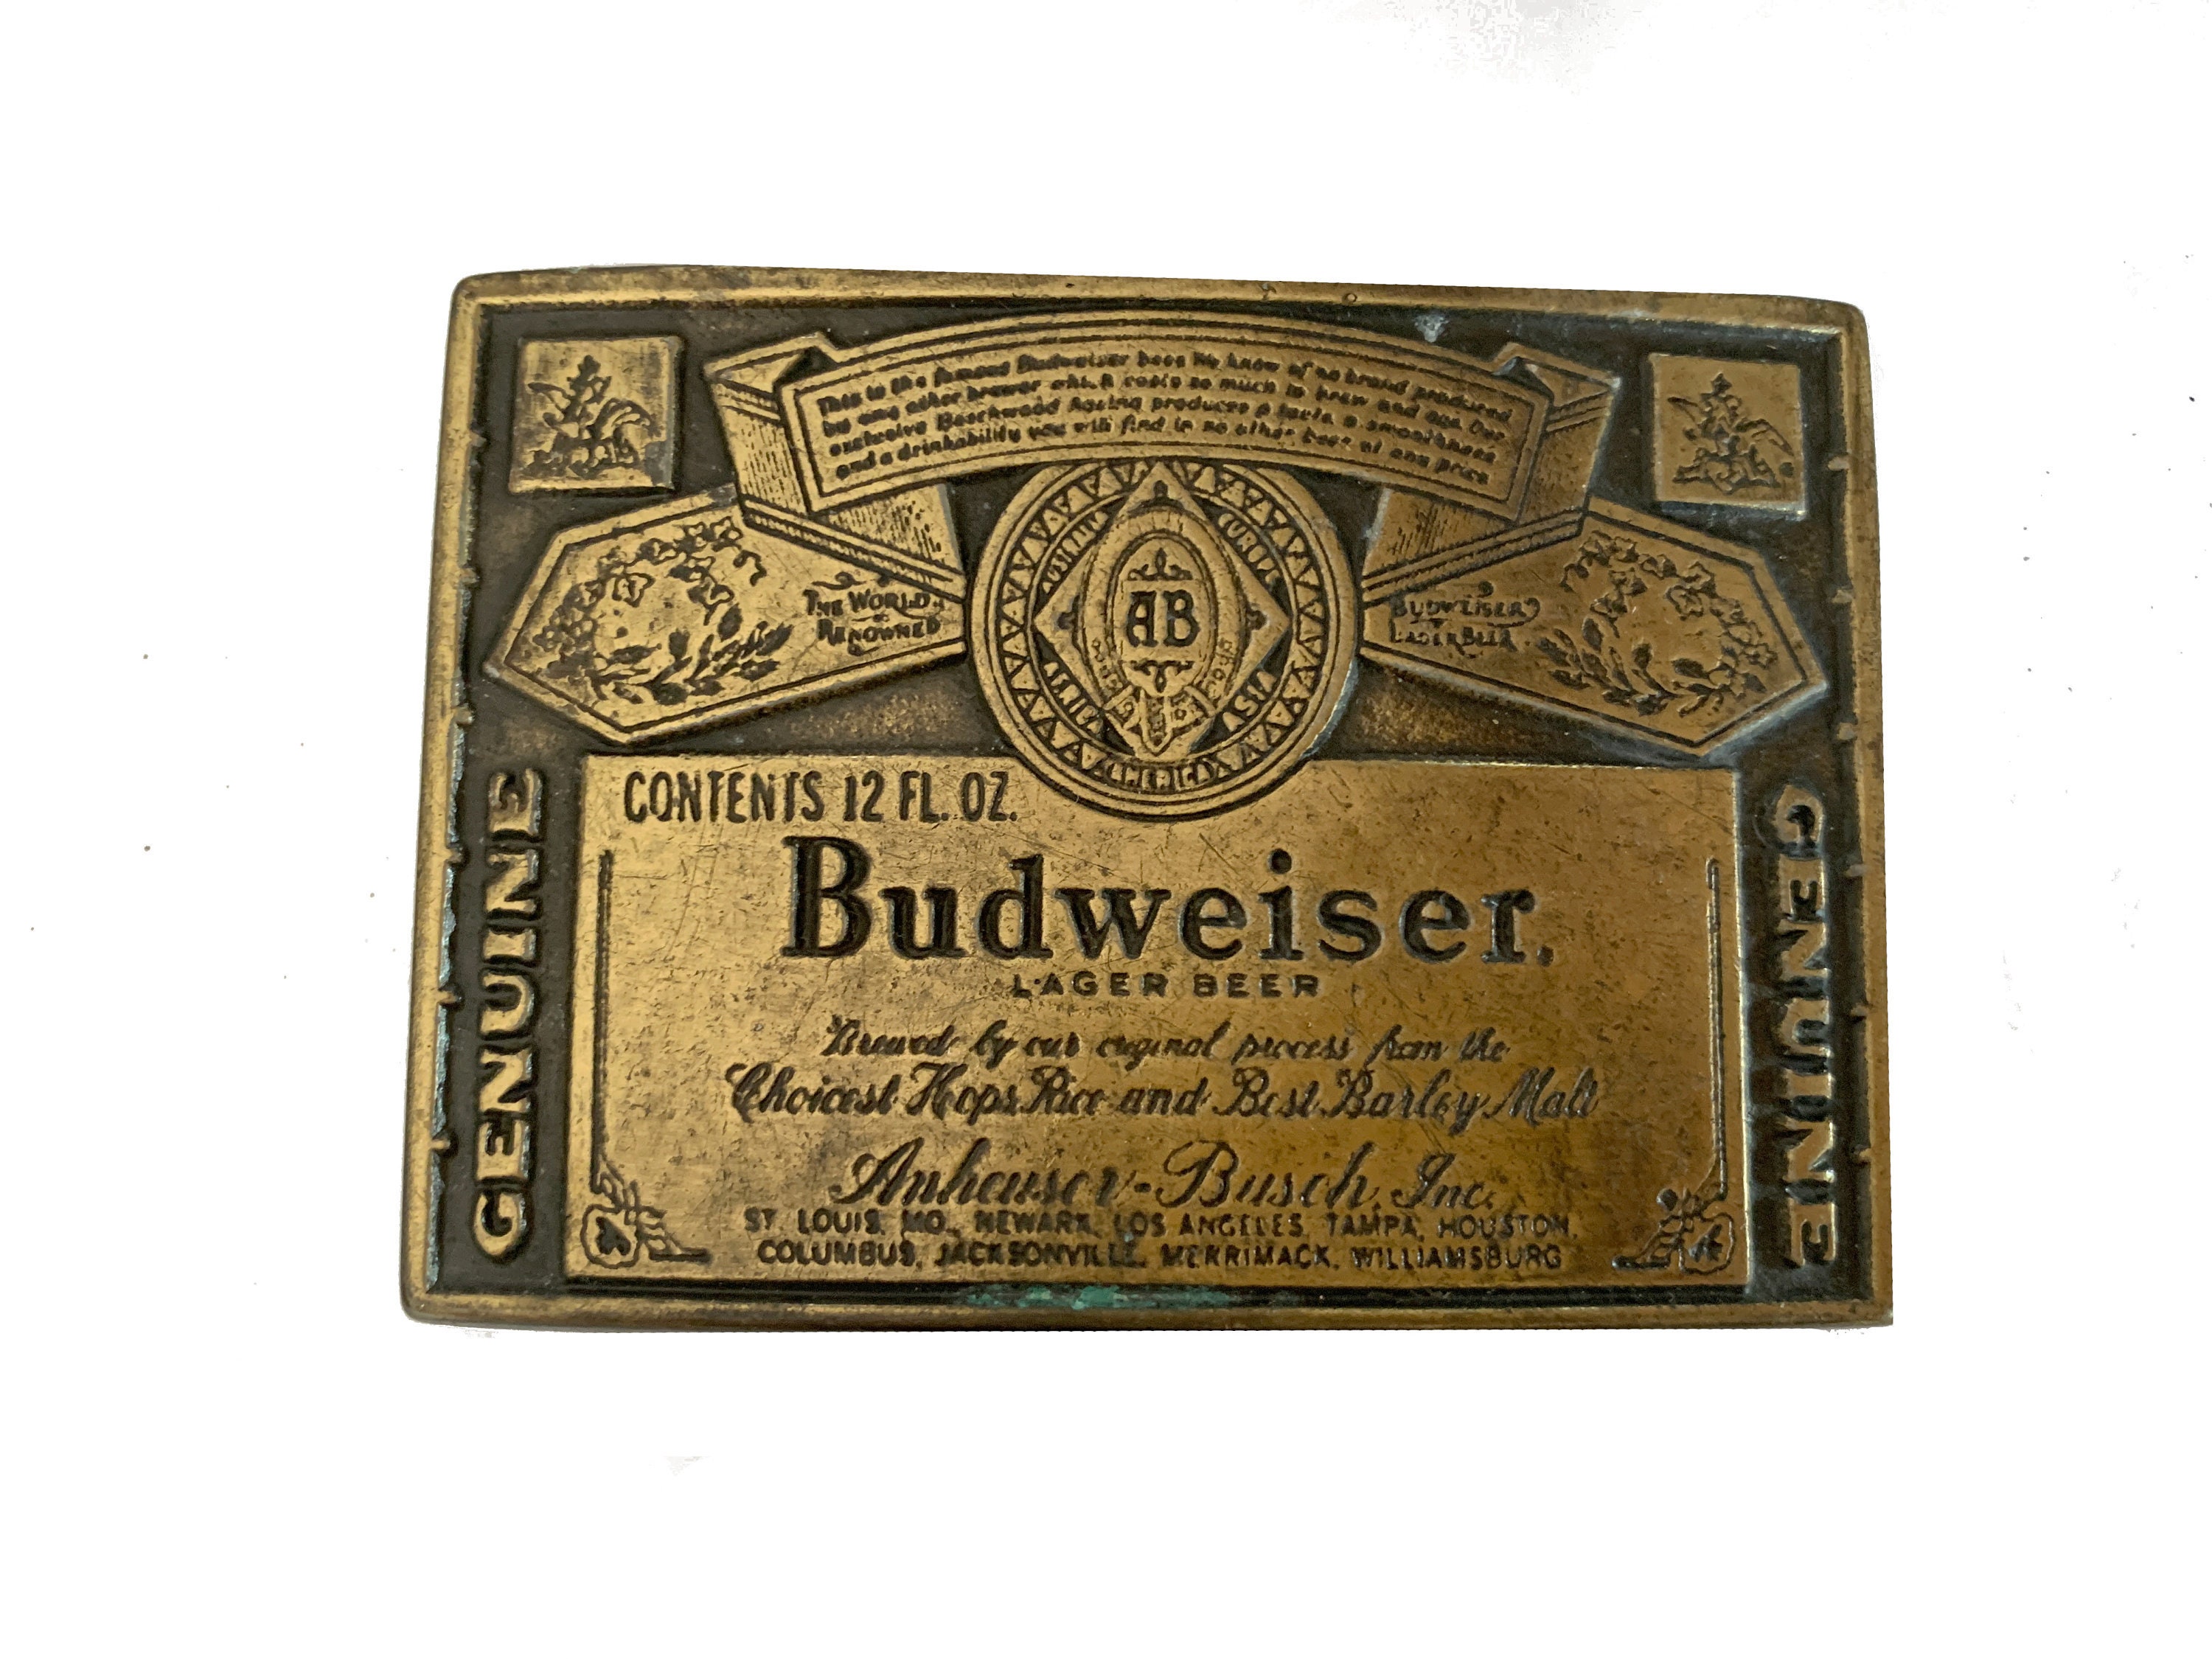 This is the famous Budweiser beer. We know of no brand produced
by any other brewer which costs so much to brew and age. Our
exclusive Beechwood Ageing produces a taste, a smoothness
and a drinkability you will find in no other beer at any price.
THE WORLD
RENOWNED
BUDWEISER
LAGER BEER
EUROPA
AFRICA
AMERICA
AB
GENUINE
GENUINE
CONTENTS 12 FL. OZ.
Budweiser.
LAGER BEER
Brewed by our original process from the
Choicest Hops, Rice and Best Barley Malt
Anheuser-Busch, Inc.
ST. LOUIS, MO., NEWARK, LOS ANGELES, TAMPA, HOUSTON,
COLUMBUS, JACKSONVILLE, MERRIMACK, WILLIAMSBURG